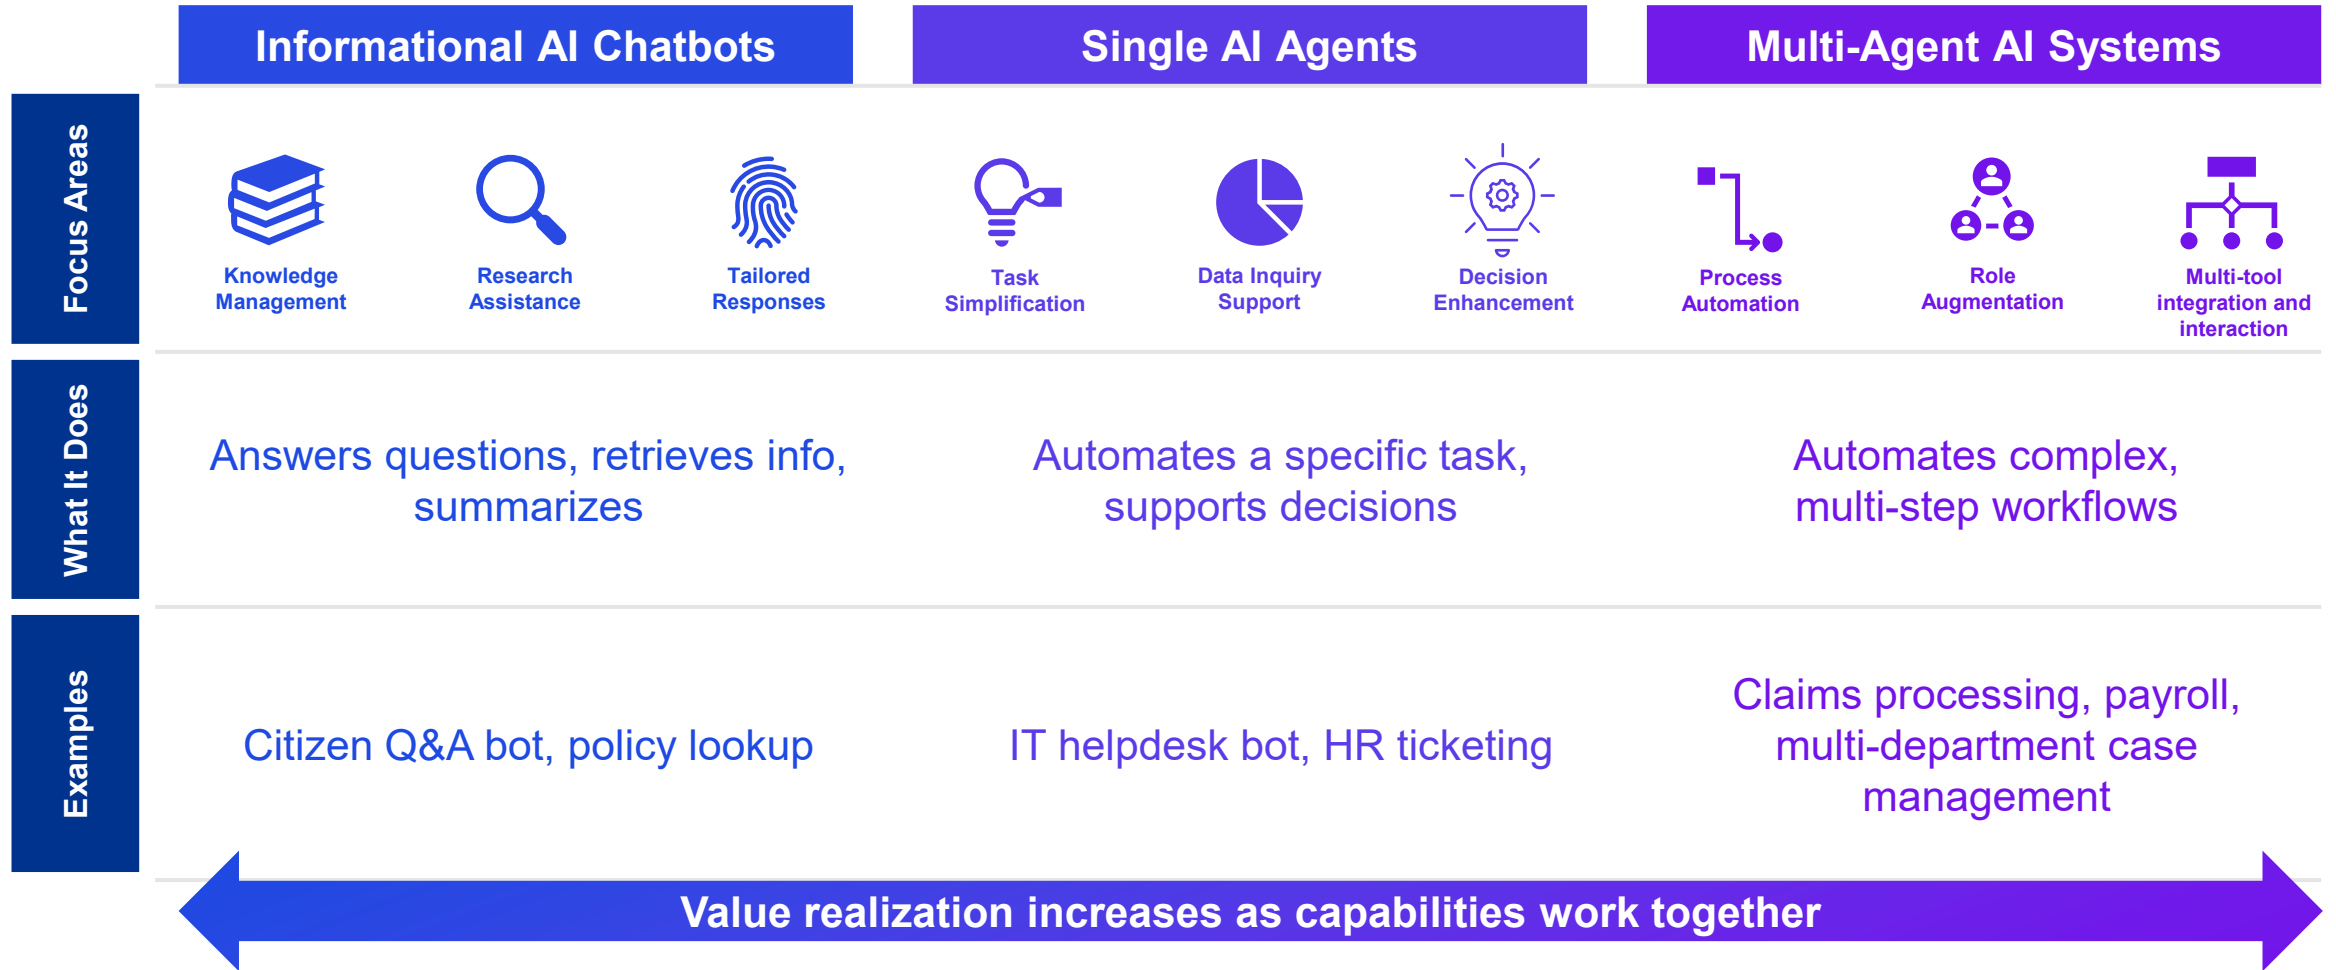 Informational AI Chatbots
Single AI Agents
Multi-Agent AI Systems
Focus Areas
Knowledge
Management
Research
Assistance
Tailored
Responses
Task
Simplification
Data Inquiry
Support
Decision
Enhancement
Process
Automation
Role
Augmentation
Multi-tool
integration and
interaction
What It Does
Answers questions, retrieves info,
summarizes
Automates a specific task,
supports decisions
Automates complex,
multi-step workflows
Examples
Citizen Q&A bot, policy lookup
IT helpdesk bot, HR ticketing
Claims processing, payroll,
multi-department case
management
Value realization increases as capabilities work together